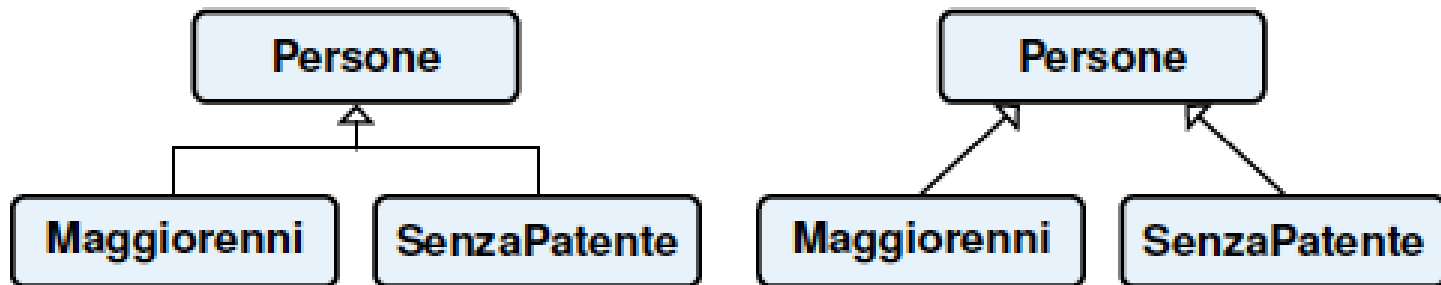 Persone
Persone
Maggiorenni
SenzaPatente
Maggiorenni
SenzaPatente